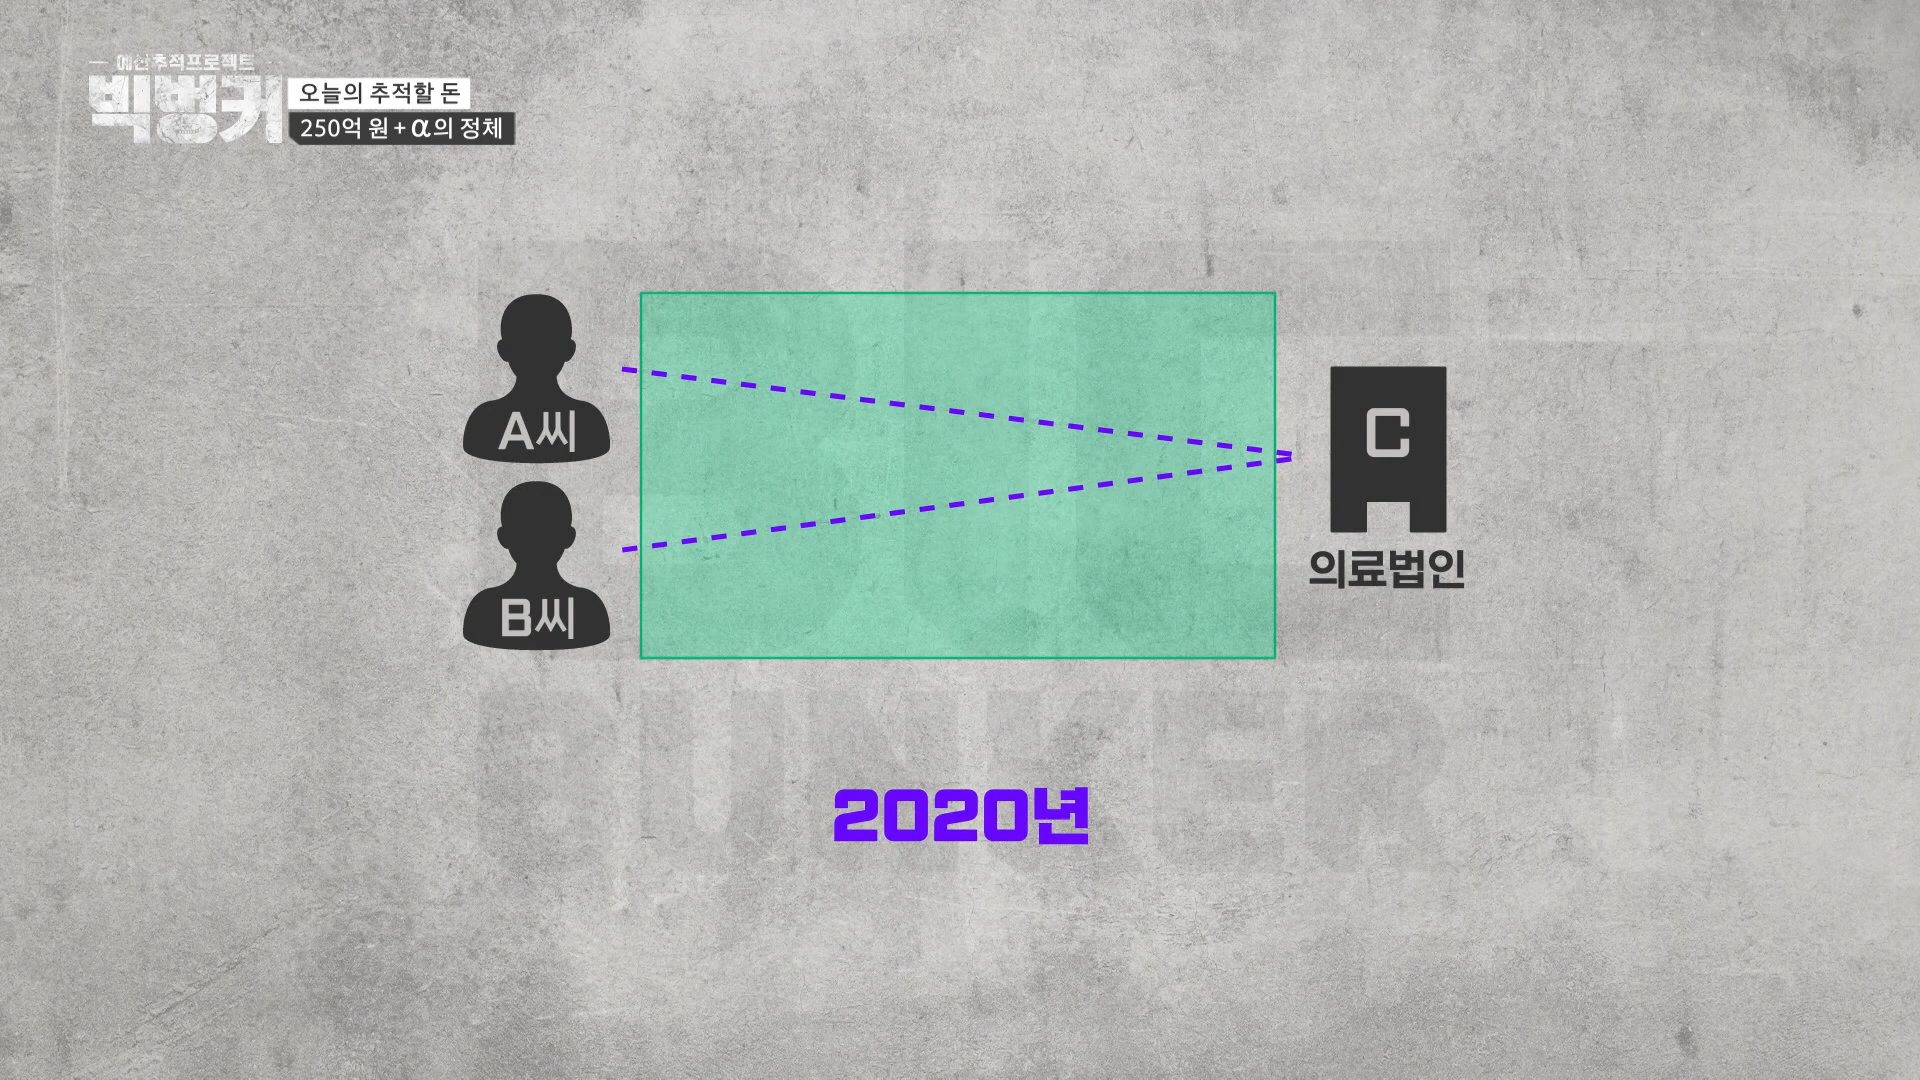 예산추적프로젝트
빅벙커
오늘의 추적할 돈
250억 원 + α의 정체
A씨
B씨
C
의료법인
BUNKER
2020년